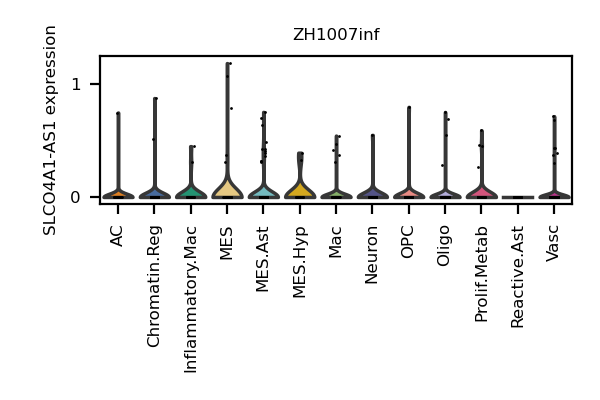 ZH1007inf
SLCO4A1-AS1 expression
1
0
AC
Chromatin.Reg
Inflammatory.Mac
MES
MES.Ast
MES.Hyp
Mac
Neuron
OPC
Oligo
Prolif.Metab
Reactive.Ast
Vasc